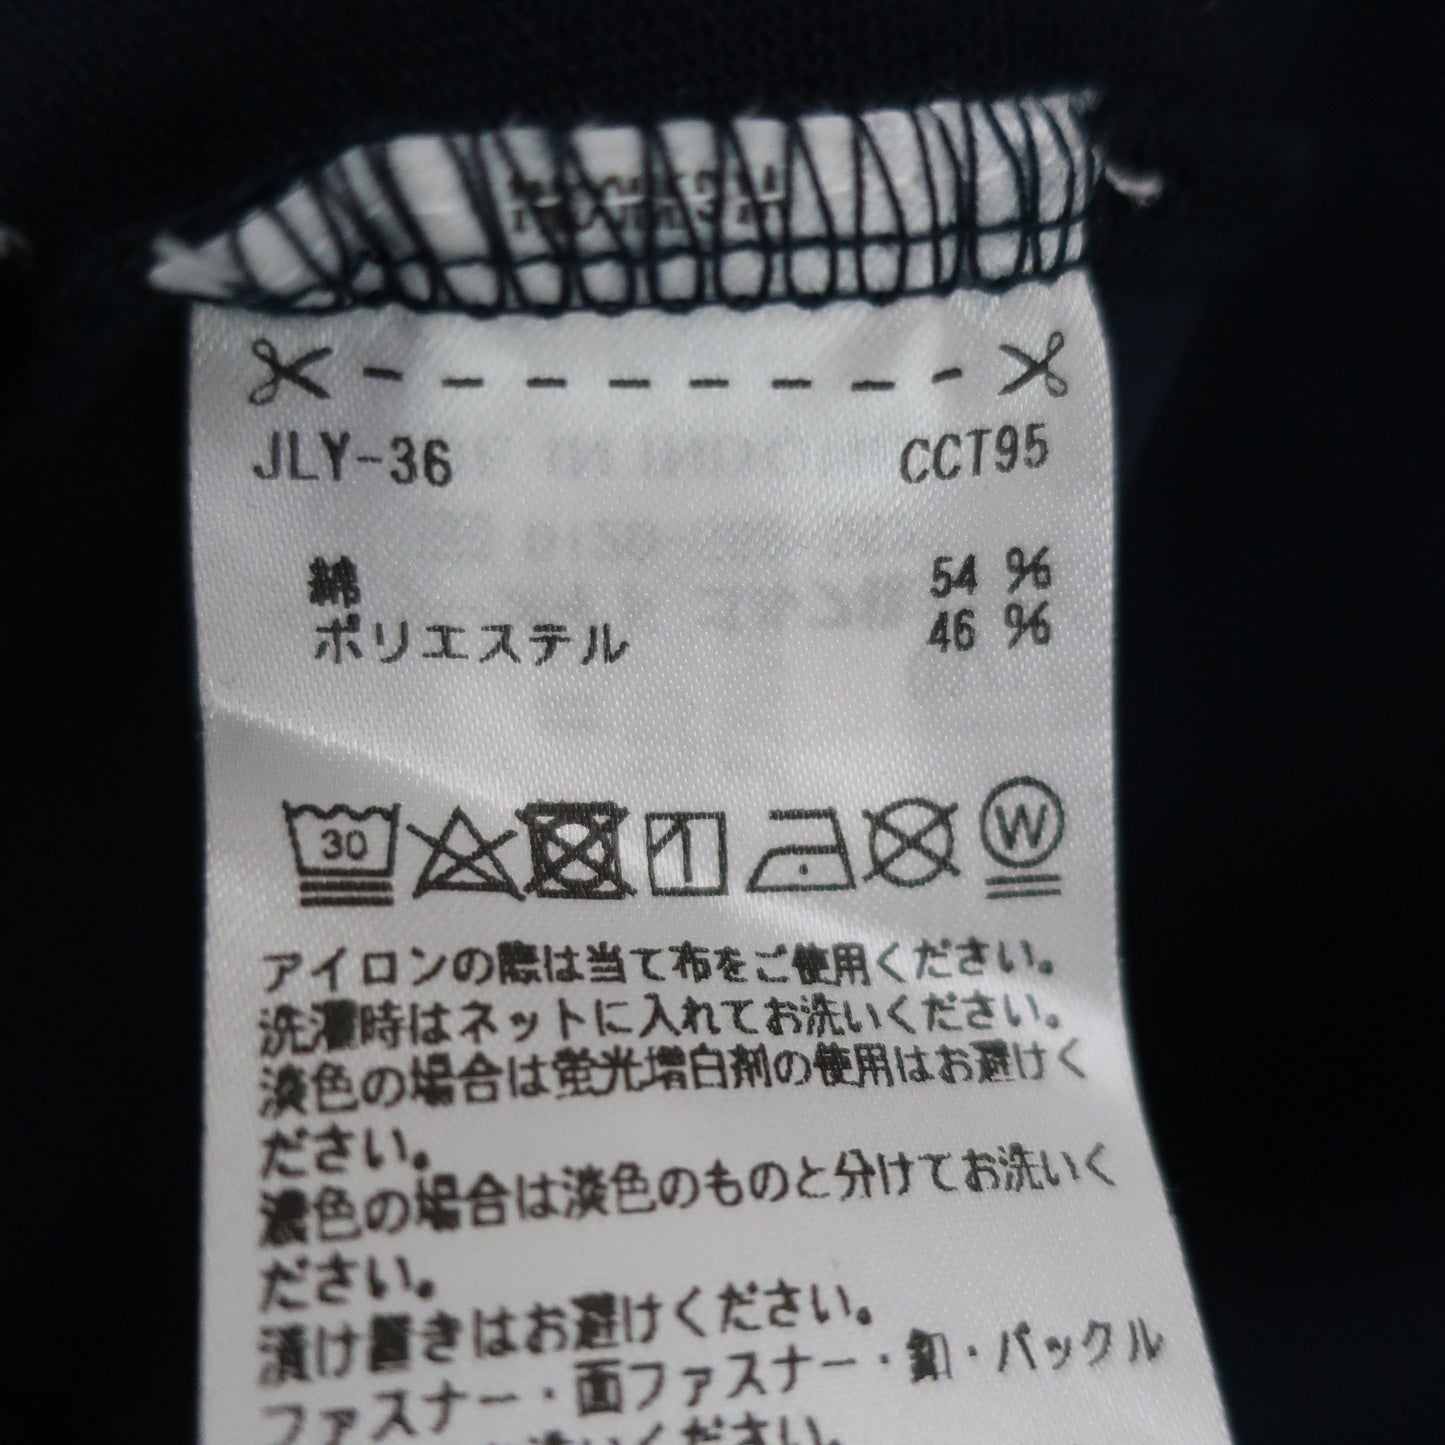 JLY-36 CCT95
綿 54 %
ポリエステル 46 %
30 W
アイロンの際は当て布をご使用ください。
洗濯時はネットに入れてお洗いください。
淡色の場合は蛍光増白剤の使用はお避けく
ださい。
濃色の場合は淡色のものと分けてお洗いく
ださい。
漬け置きはお避けください。
ファスナー・面ファスナー・釦・バックル
洗いください。